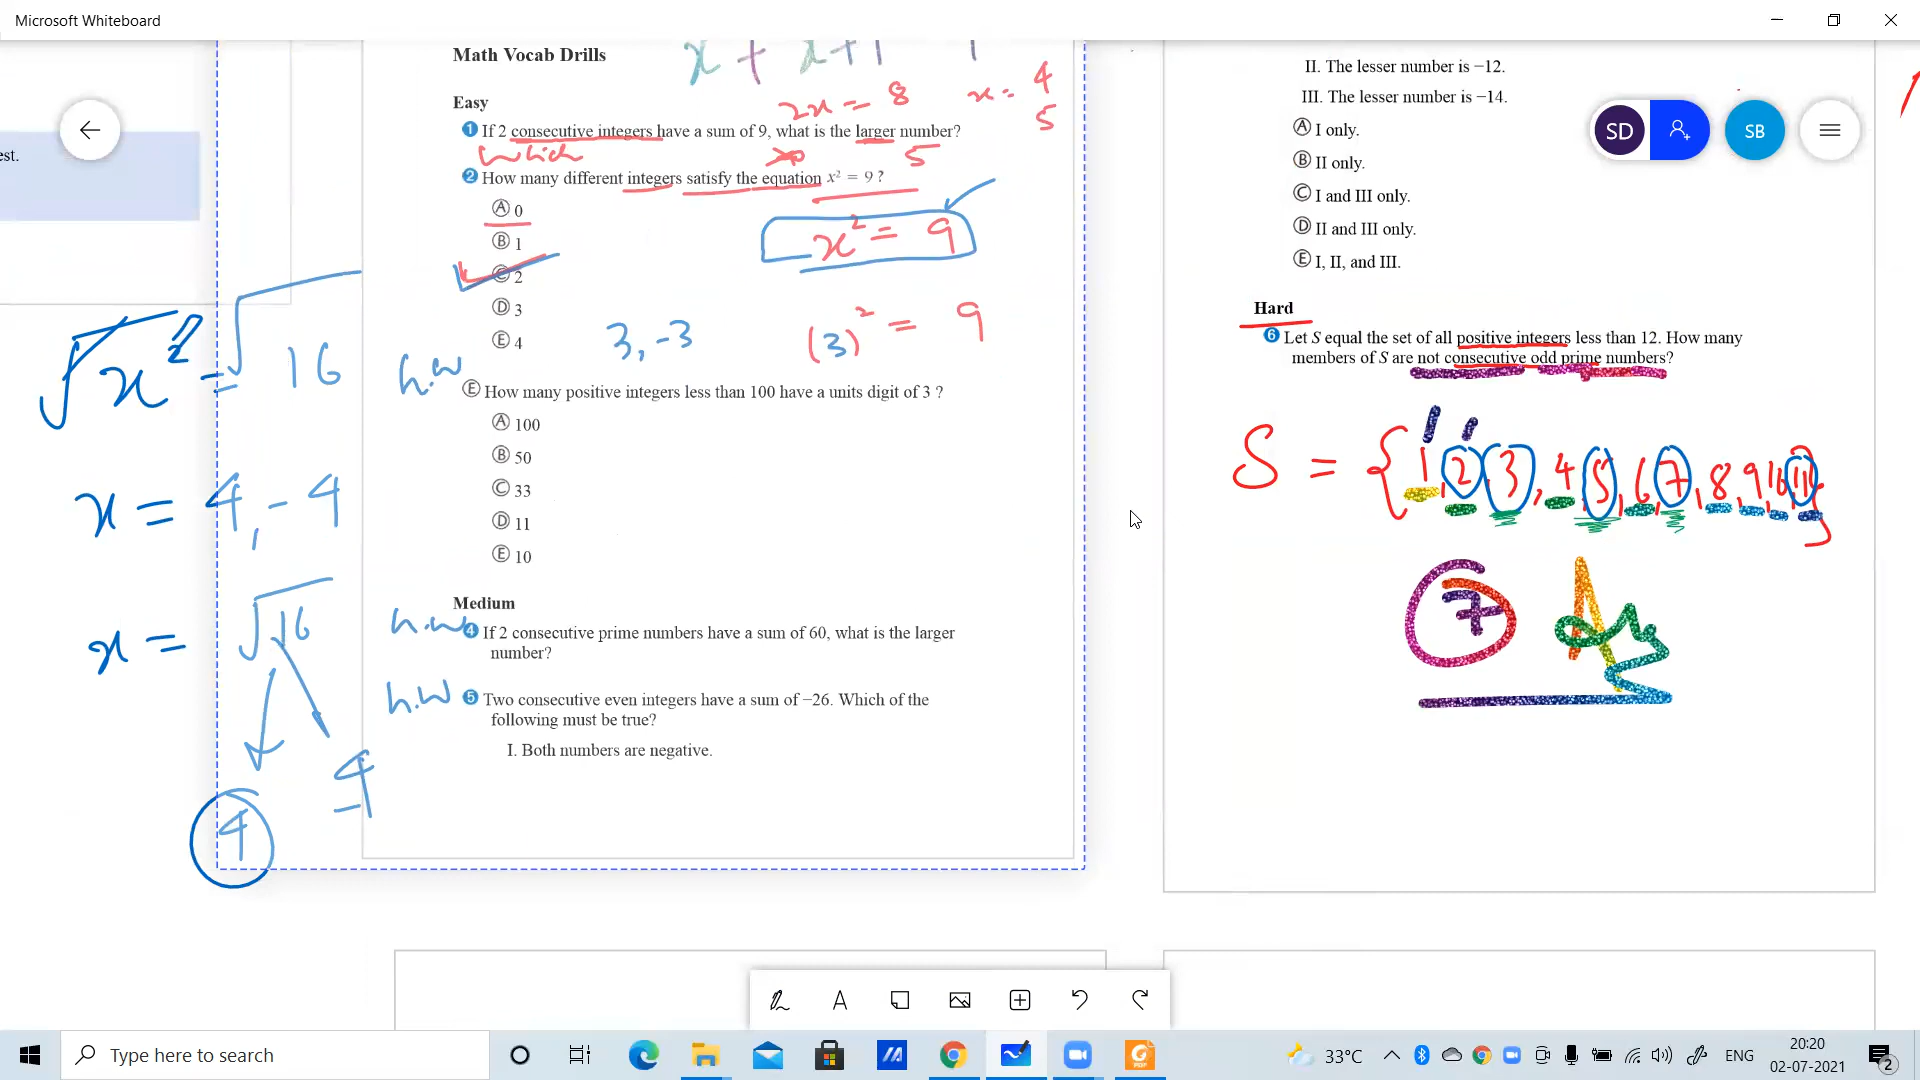 Microsoft Whiteboard
est.
Math Vocab Drills
x + x+1 9
2x = 8 x = 4
5
Easy
1 If 2 consecutive integers have a sum of 9, what is the larger number?
which 5
2 How many different integers satisfy the equation x² = 9 ?
A 0
B 1
C 2
D 3
E 4
x² = 9
3, -3
(3)² = 9
h.w
E How many positive integers less than 100 have a units digit of 3 ?
A 100
B 50
C 33
D 11
E 10
Medium
h.w
4 If 2 consecutive prime numbers have a sum of 60, what is the larger
number?
h.w
5 Two consecutive even integers have a sum of −26. Which of the
following must be true?
I. Both numbers are negative.
√x² = √16
x = 4, -4
x = √16
4
-4
II. The lesser number is −12.
III. The lesser number is −14.
A I only.
B II only.
C I and III only.
D II and III only.
E I, II, and III.
SD
SB
Hard
6 Let S equal the set of all positive integers less than 12. How many
members of S are not consecutive odd prime numbers?
S = {1, 2, 3, 4, 5, 6, 7, 8, 9, 10, 11}
7
A
Type here to search
33°C
ENG
20:20
02-07-2021
2